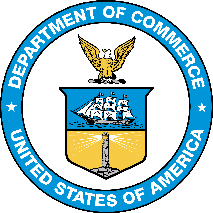 DEPARTMENT OF COMMERCE
UNITED STATES OF AMERICA